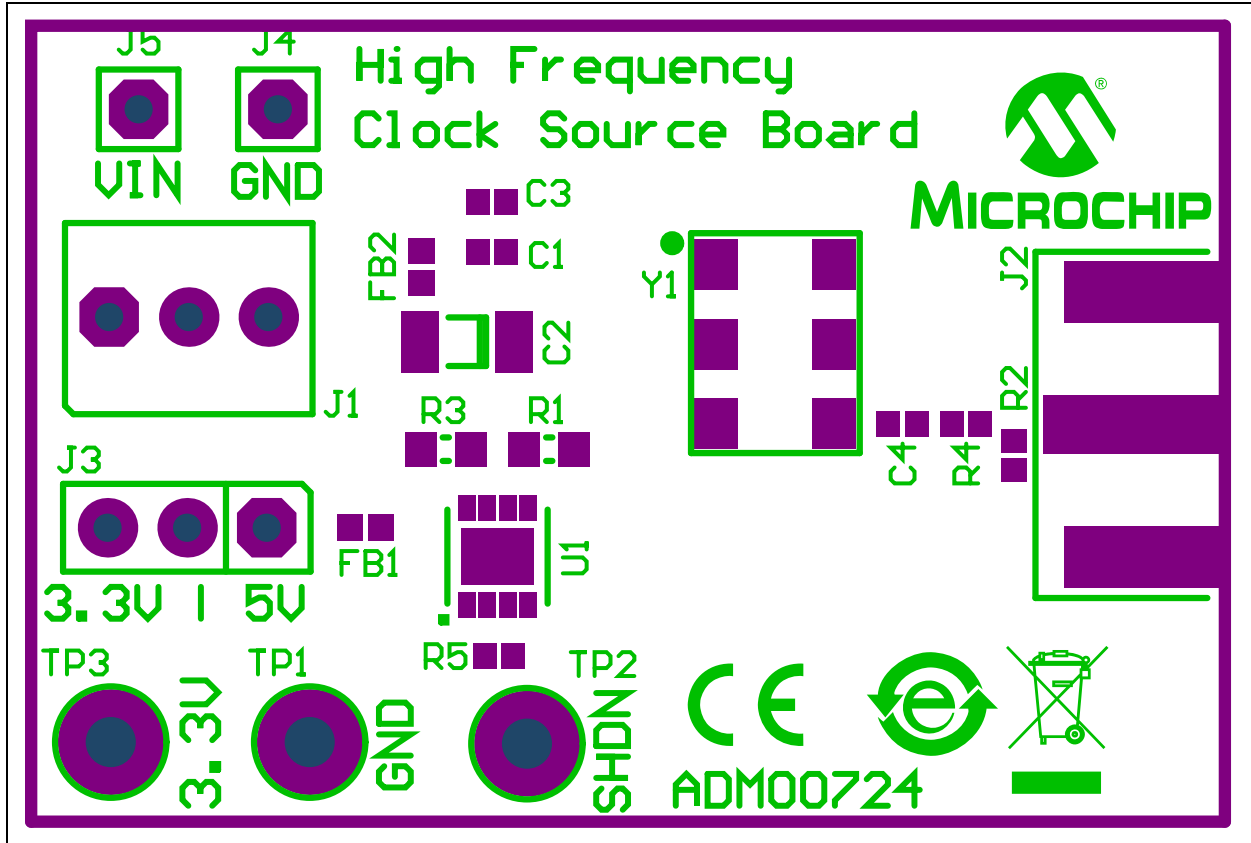 J5 J4
High Frequency
Clock Source Board
VIN GND
®
MICROCHIP
C3
C1
FB2
C2
Y1
J2
J1
R3 R1
R2
C4 R4
J3
FB1
U1
3.3V | 5V
R5
TP3 TP1 TP2
3.3V
GND
SHDN
CE
e
ADM00724